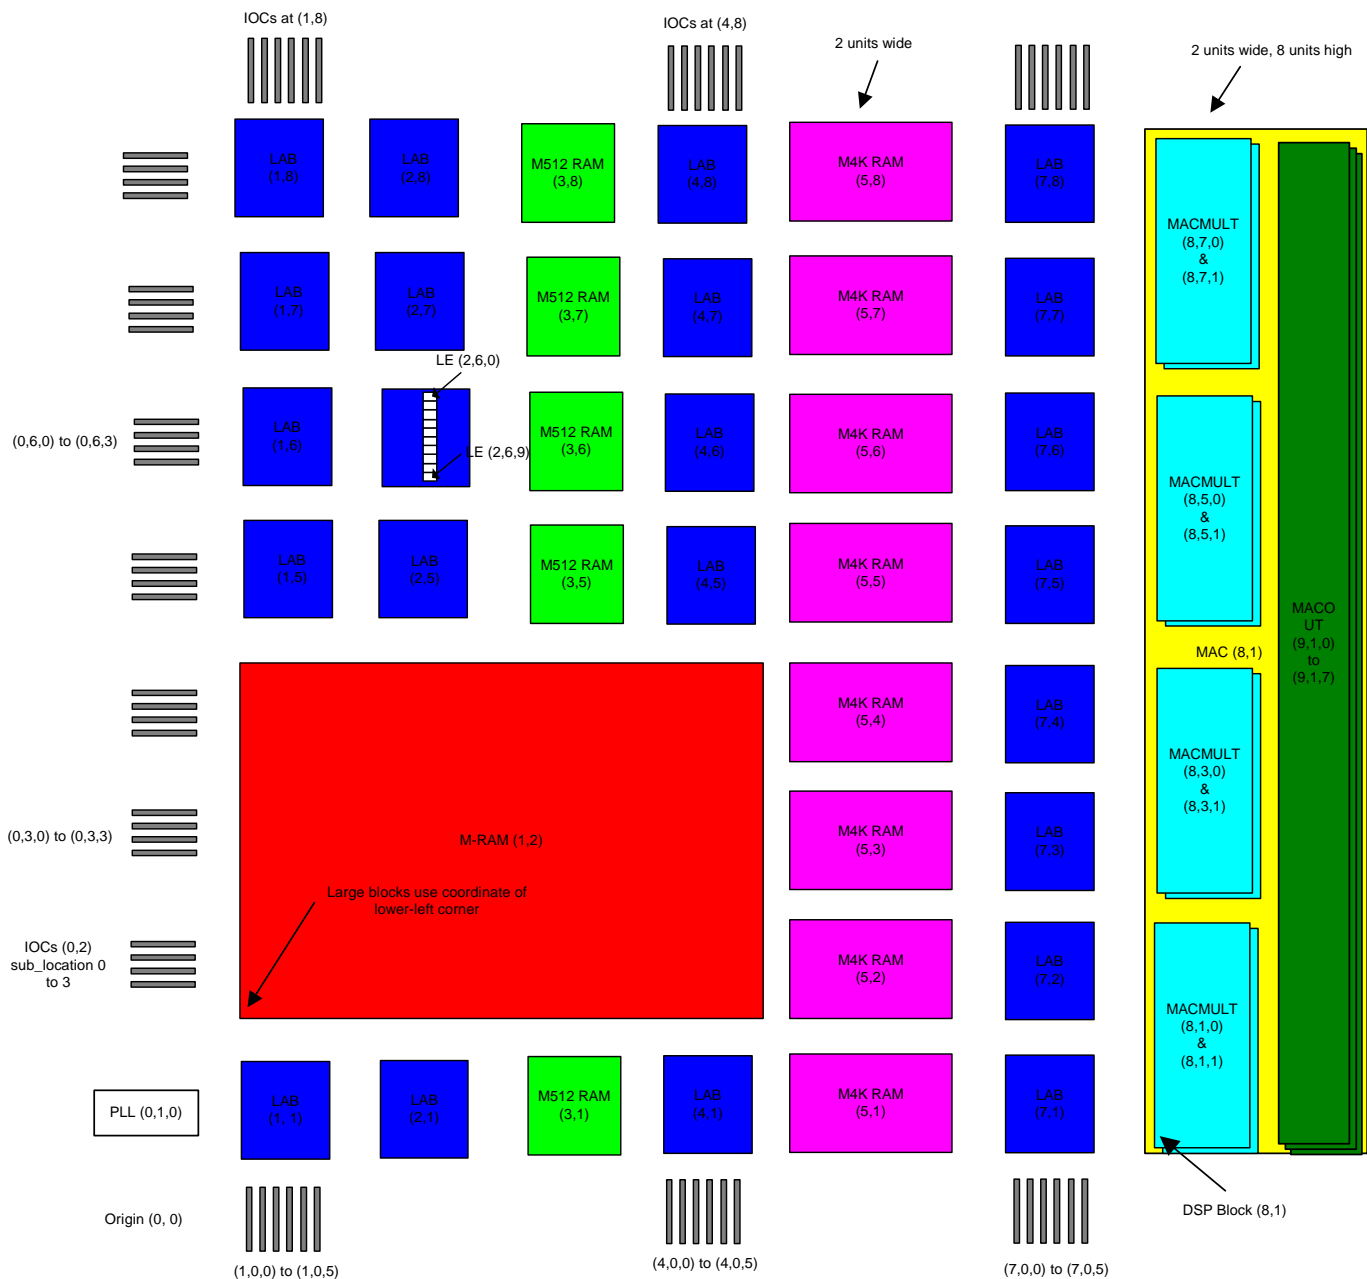 IOCs at (1,8)
IOCs at (4,8)
2 units wide
2 units wide, 8 units high
LAB
(1,8)
LAB
(2,8)
M512 RAM
(3,8)
LAB
(4,8)
M4K RAM
(5,8)
LAB
(7,8)
MACMULT
(8,7,0)
&
(8,7,1)
LAB
(1,7)
LAB
(2,7)
M512 RAM
(3,7)
LAB
(4,7)
M4K RAM
(5,7)
LAB
(7,7)
LE (2,6,0)
(0,6,0) to (0,6,3)
LAB
(1,6)
LE (2,6,9)
M512 RAM
(3,6)
LAB
(4,6)
M4K RAM
(5,6)
LAB
(7,6)
MACMULT
(8,5,0)
&
(8,5,1)
LAB
(1,5)
LAB
(2,5)
M512 RAM
(3,5)
LAB
(4,5)
M4K RAM
(5,5)
LAB
(7,5)
MACO
UT
(9,1,0)
to
(9,1,7)
MAC (8,1)
M4K RAM
(5,4)
LAB
(7,4)
MACMULT
(8,3,0)
&
(8,3,1)
(0,3,0) to (0,3,3)
M-RAM (1,2)
M4K RAM
(5,3)
LAB
(7,3)
Large blocks use coordinate of
lower-left corner
IOCs (0,2)
sub_location 0
to 3
M4K RAM
(5,2)
LAB
(7,2)
MACMULT
(8,1,0)
&
(8,1,1)
PLL (0,1,0)
LAB
(1, 1)
LAB
(2,1)
M512 RAM
(3,1)
LAB
(4,1)
M4K RAM
(5,1)
LAB
(7,1)
Origin (0, 0)
DSP Block (8,1)
(1,0,0) to (1,0,5)
(4,0,0) to (4,0,5)
(7,0,0) to (7,0,5)